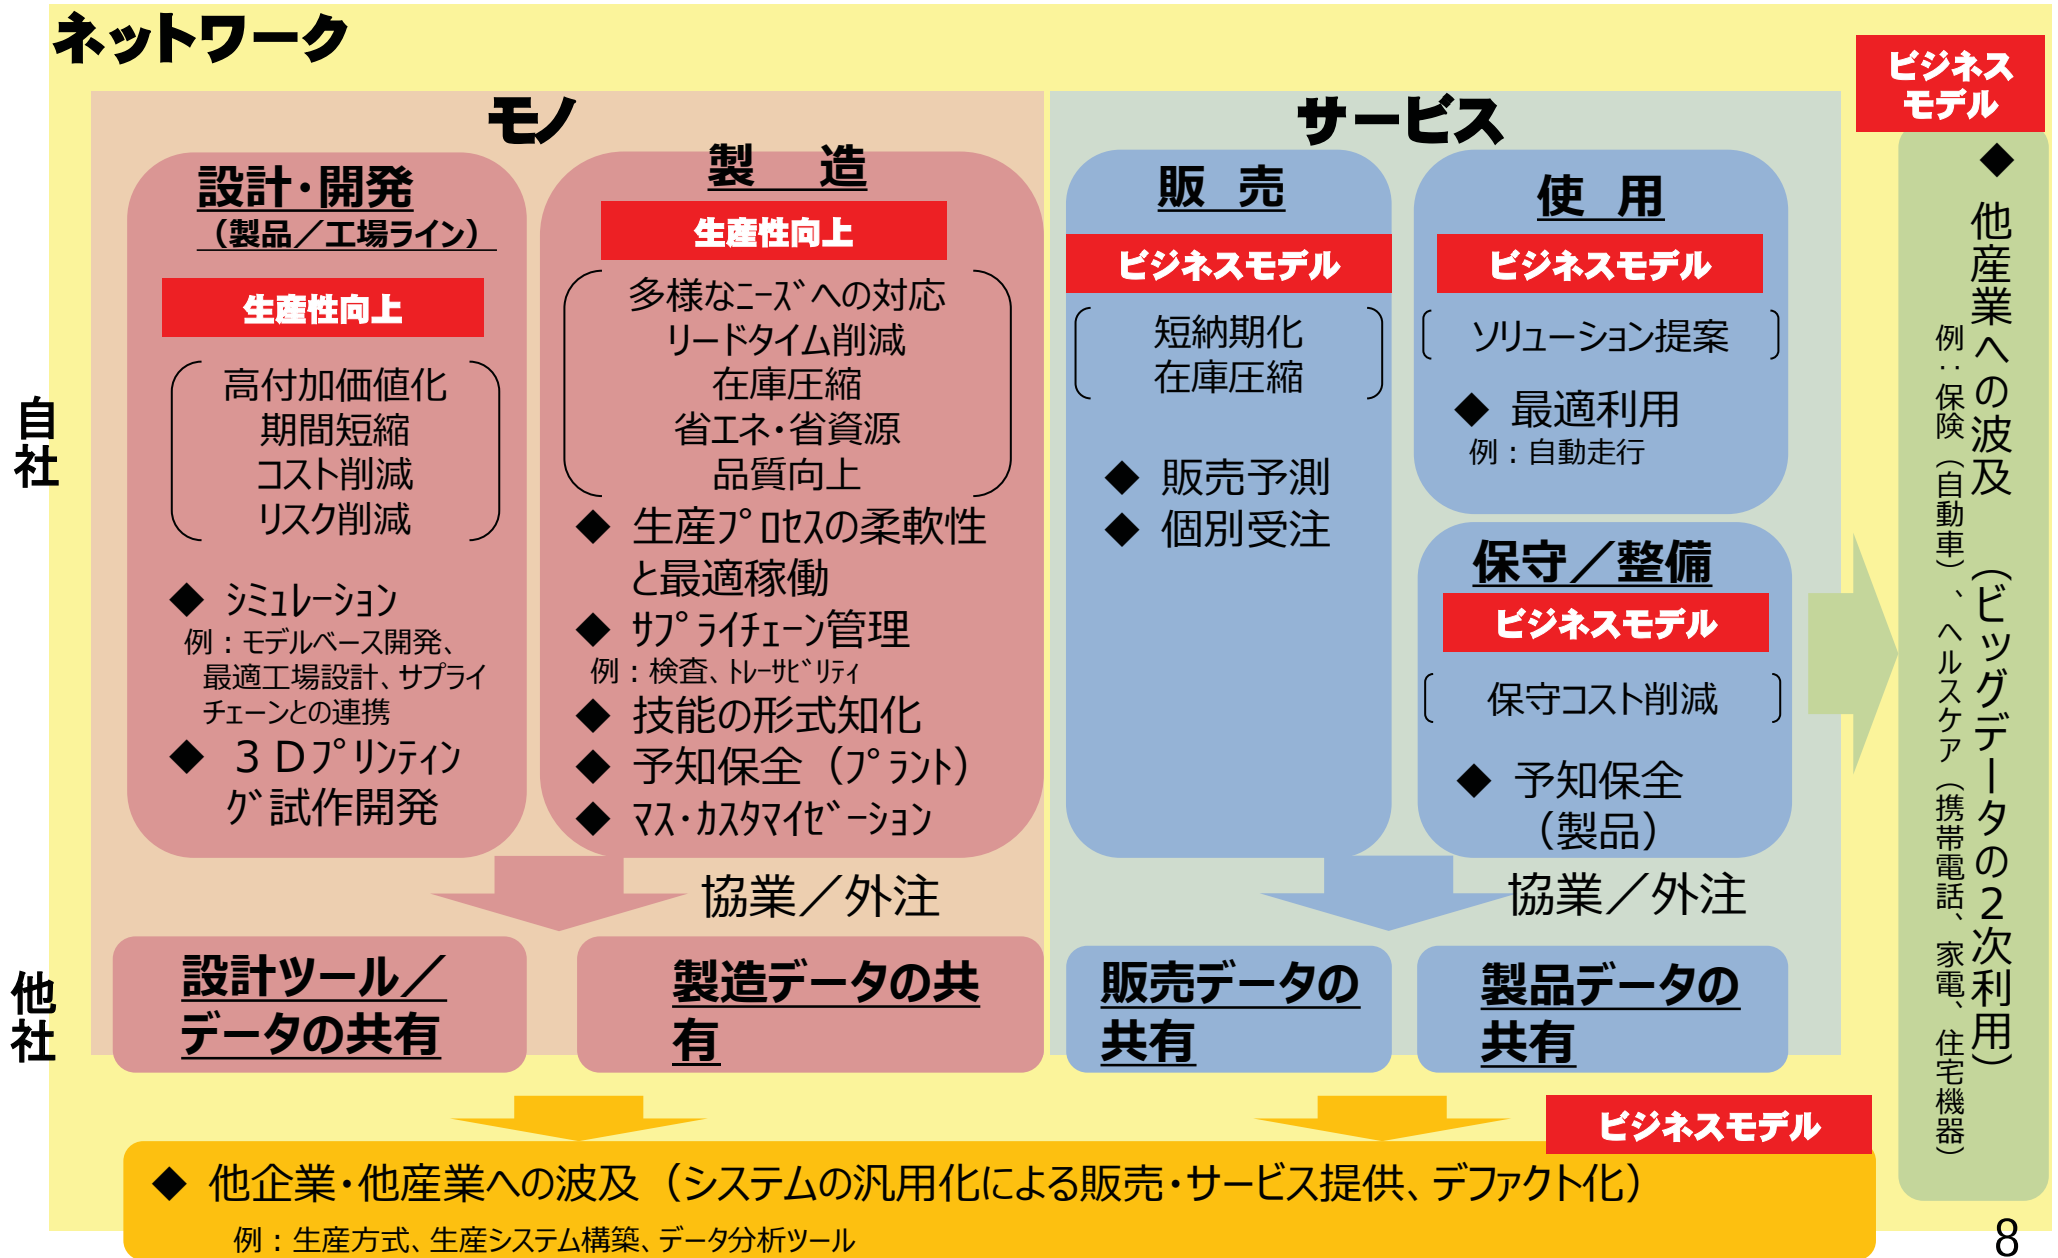 ネットワーク
ビジネス
モデル
モノ
サービス
自社
設計・開発
（製品／工場ライン）
生産性向上
高付加価値化
期間短縮
コスト削減
リスク削減
◆ ｼﾐｭﾚｰｼｮﾝ
例：モデルベース開発、
最適工場設計、サプライ
チェーンとの連携
◆ ３Ｄﾌﾟﾘﾝﾃｨﾝ
ｸﾞ試作開発
製　造
生産性向上
多様なﾆｰｽﾞへの対応
リードタイム削減
在庫圧縮
省エネ・省資源
品質向上
◆ 生産ﾌﾟﾛｾｽの柔軟性
と最適稼働
◆ ｻﾌﾟﾗｲﾁｪｰﾝ管理
例：検査、ﾄﾚｰｻﾋﾞﾘﾃｨ
◆ 技能の形式知化
◆ 予知保全（ﾌﾟﾗﾝﾄ）
◆ ﾏｽ・ｶｽﾀﾏｲｾﾞｰｼｮﾝ
販　売
ビジネスモデル
短納期化
在庫圧縮
◆ 販売予測
◆ 個別受注
使　用
ビジネスモデル
ソリューション提案
◆ 最適利用
例：自動走行
保守／整備
ビジネスモデル
保守コスト削減
◆ 予知保全
（製品）
◆ 他産業への波及　（ビッグデータの２次利用）
例：保険（自動車）、ヘルスケア（携帯電話、家電、住宅機器）
協業／外注
協業／外注
他社
設計ツール／
データの共有
製造データの共
有
販売データの
共有
製品データの
共有
ビジネスモデル
◆ 他企業・他産業への波及（システムの汎用化による販売・サービス提供、デファクト化）
例：生産方式、生産システム構築、データ分析ツール
8